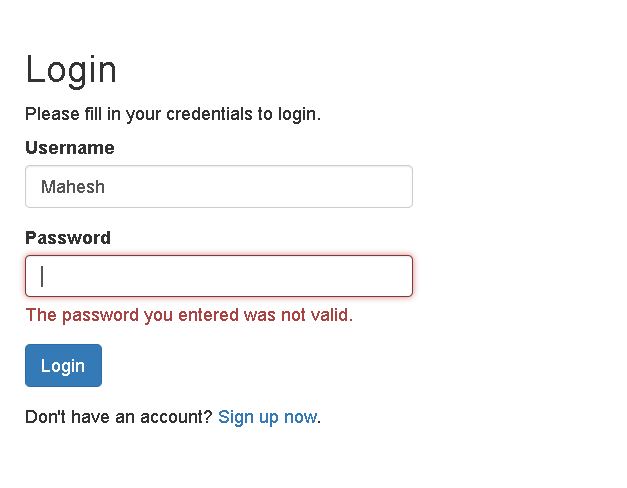 Login
Please fill in your credentials to login.
Username
Mahesh
Password
The password you entered was not valid.
Login
Don't have an account? Sign up now.